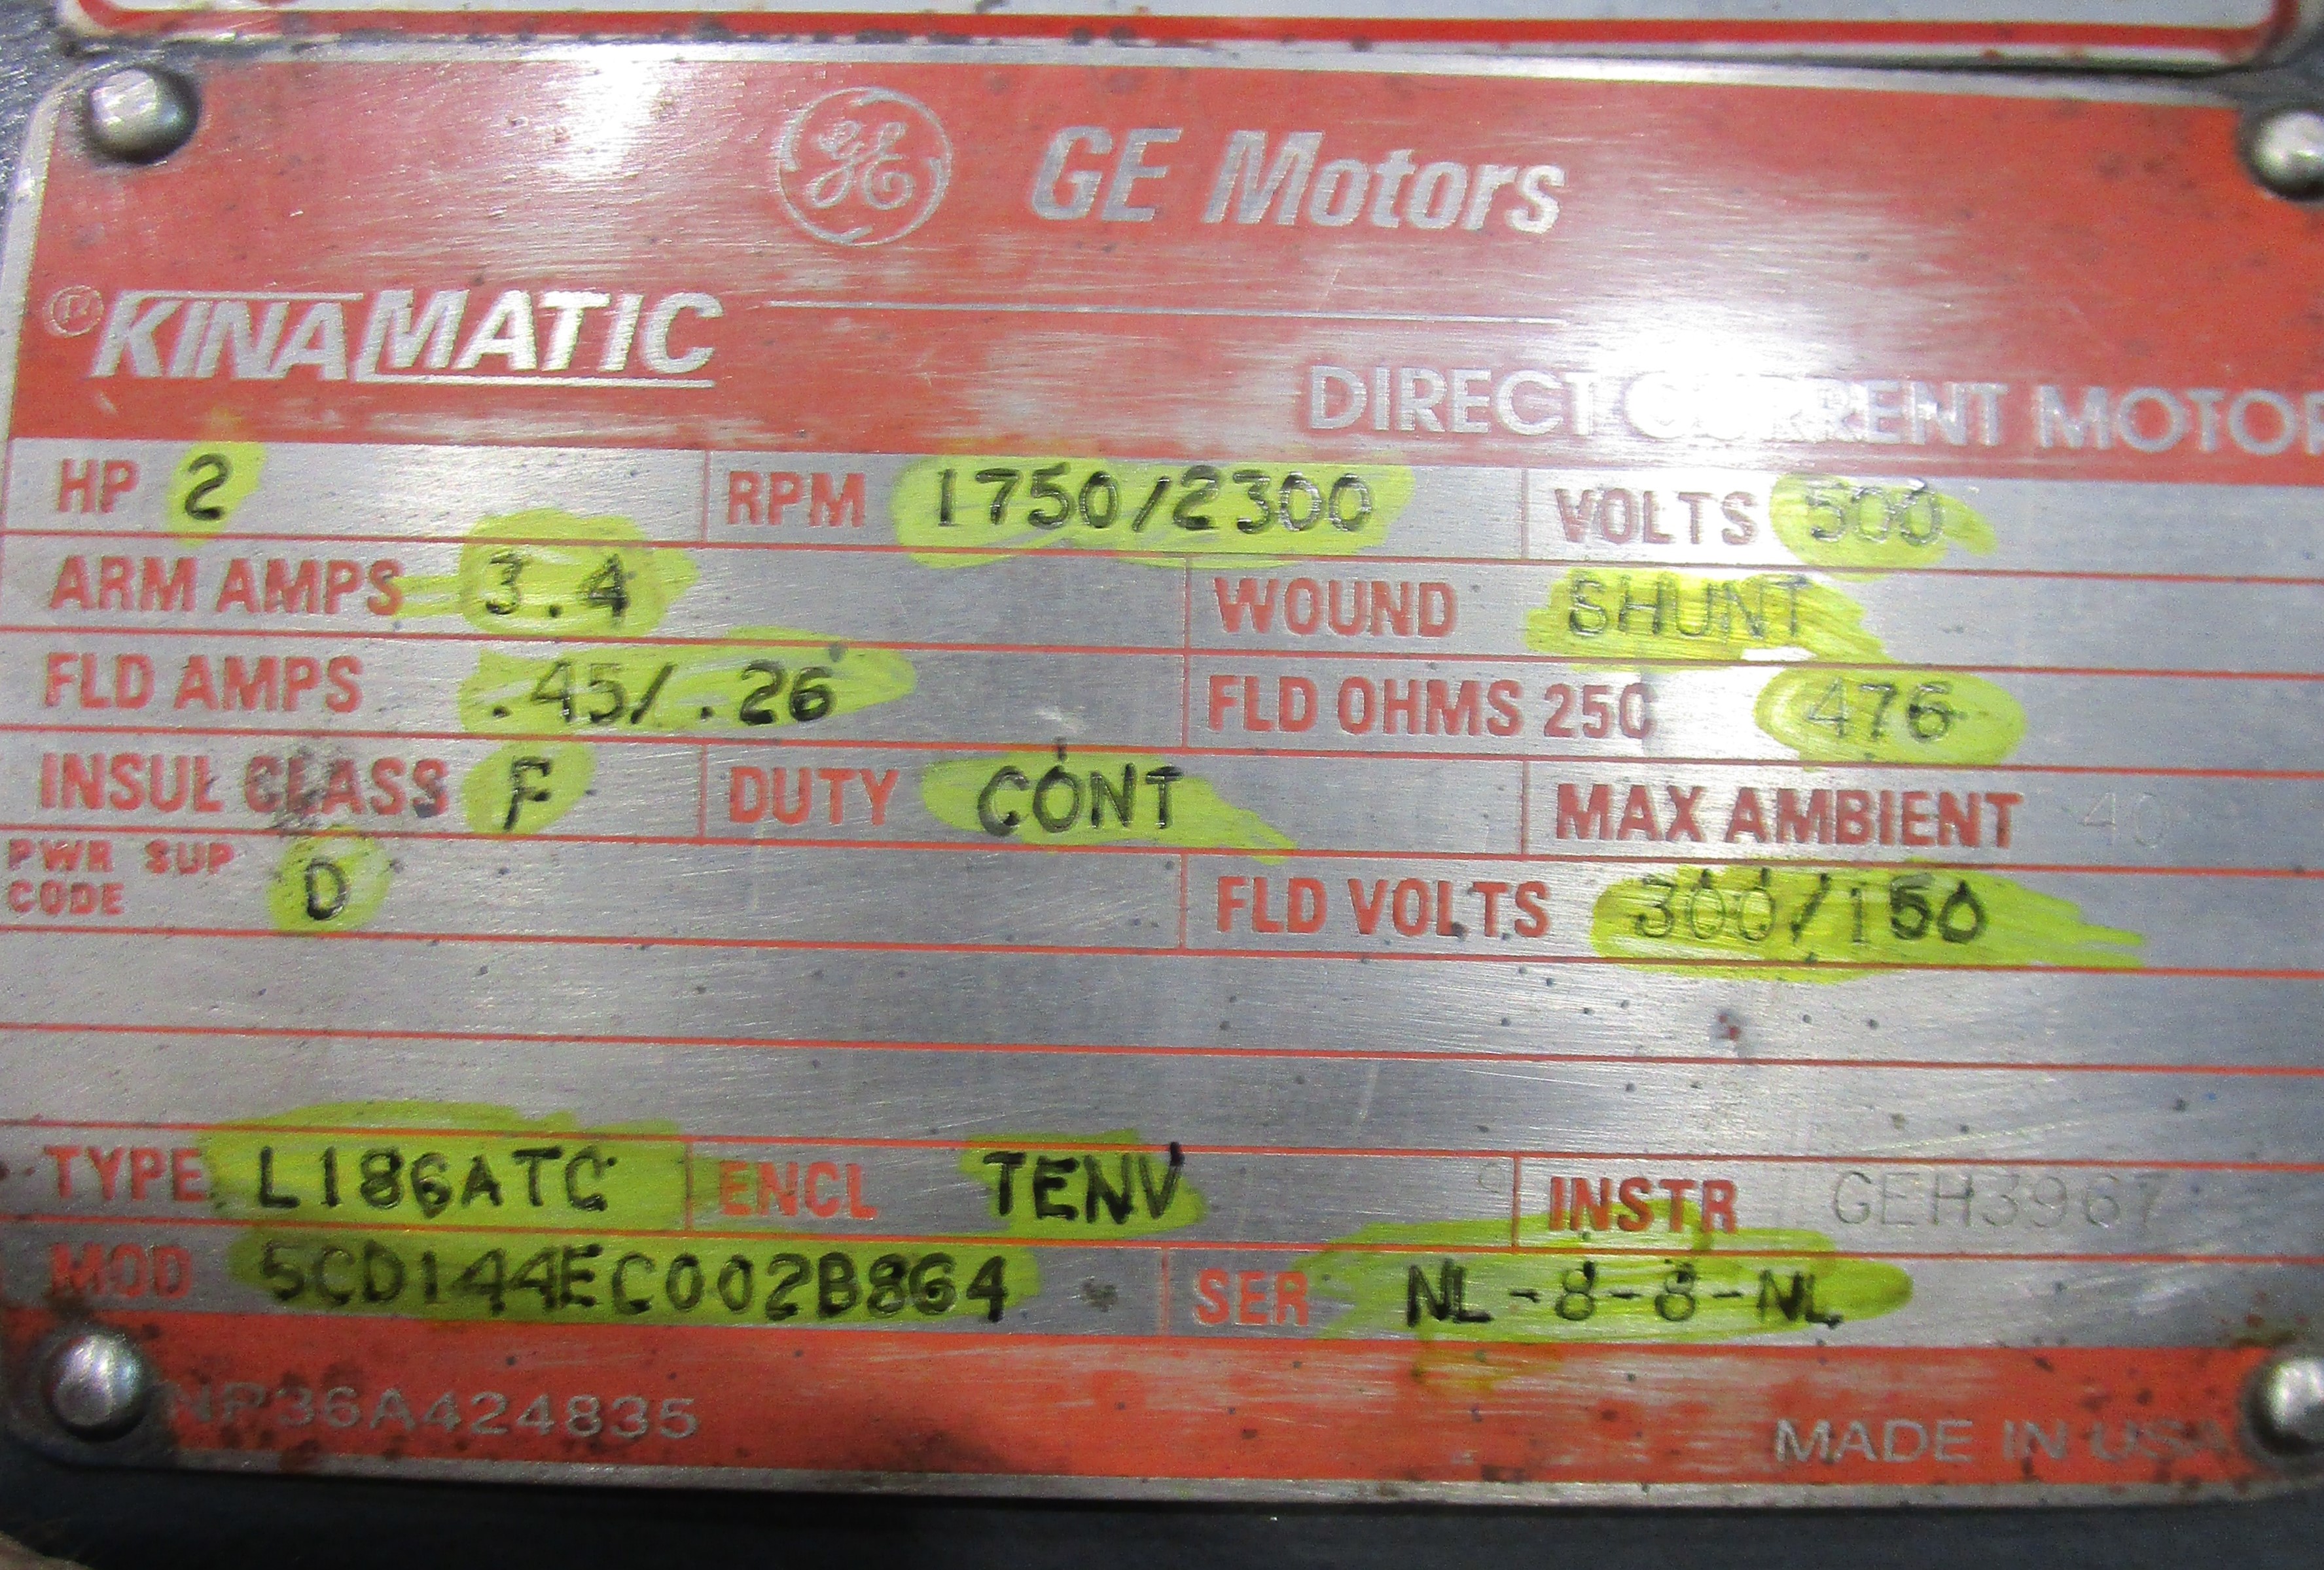 GE GE Motors
® KINAMATIC
DIRECT CURRENT MOTOR
HP 2 RPM 1750/2300 VOLTS 500
ARM AMPS 3.4 WOUND SHUNT
FLD AMPS .45/.26 FLD OHMS 25C 476
INSUL CLASS F DUTY CONT MAX AMBIENT 40
PWR SUP
CODE D FLD VOLTS 300/150
TYPE L186ATC ENCL TENV INSTR GEH3967
MOD 5CD144EC002B864 SER NL-8-8-NL
NP36A424835 MADE IN USA